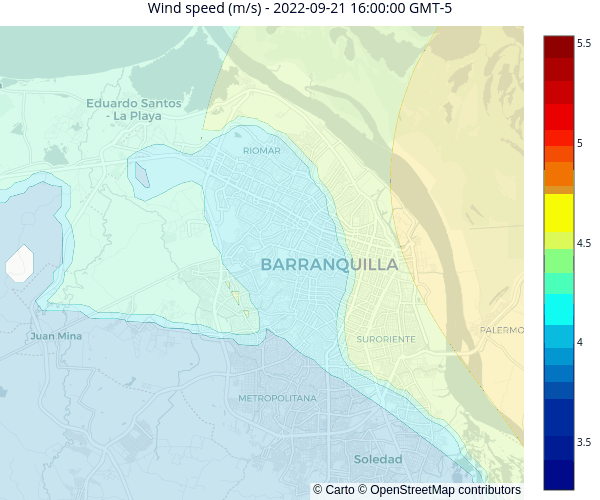 Wind speed (m/s) - 2022-09-21 16:00:00 GMT-5
5.5
Eduardo Santos
- La Playa
RIOMAR
5
4.5
BARRANQUILLA
Juan Mina
SURORIENTE
PALERMO
4
METROPOLITANA
3.5
Soledad
© Carto © OpenStreetMap contributors